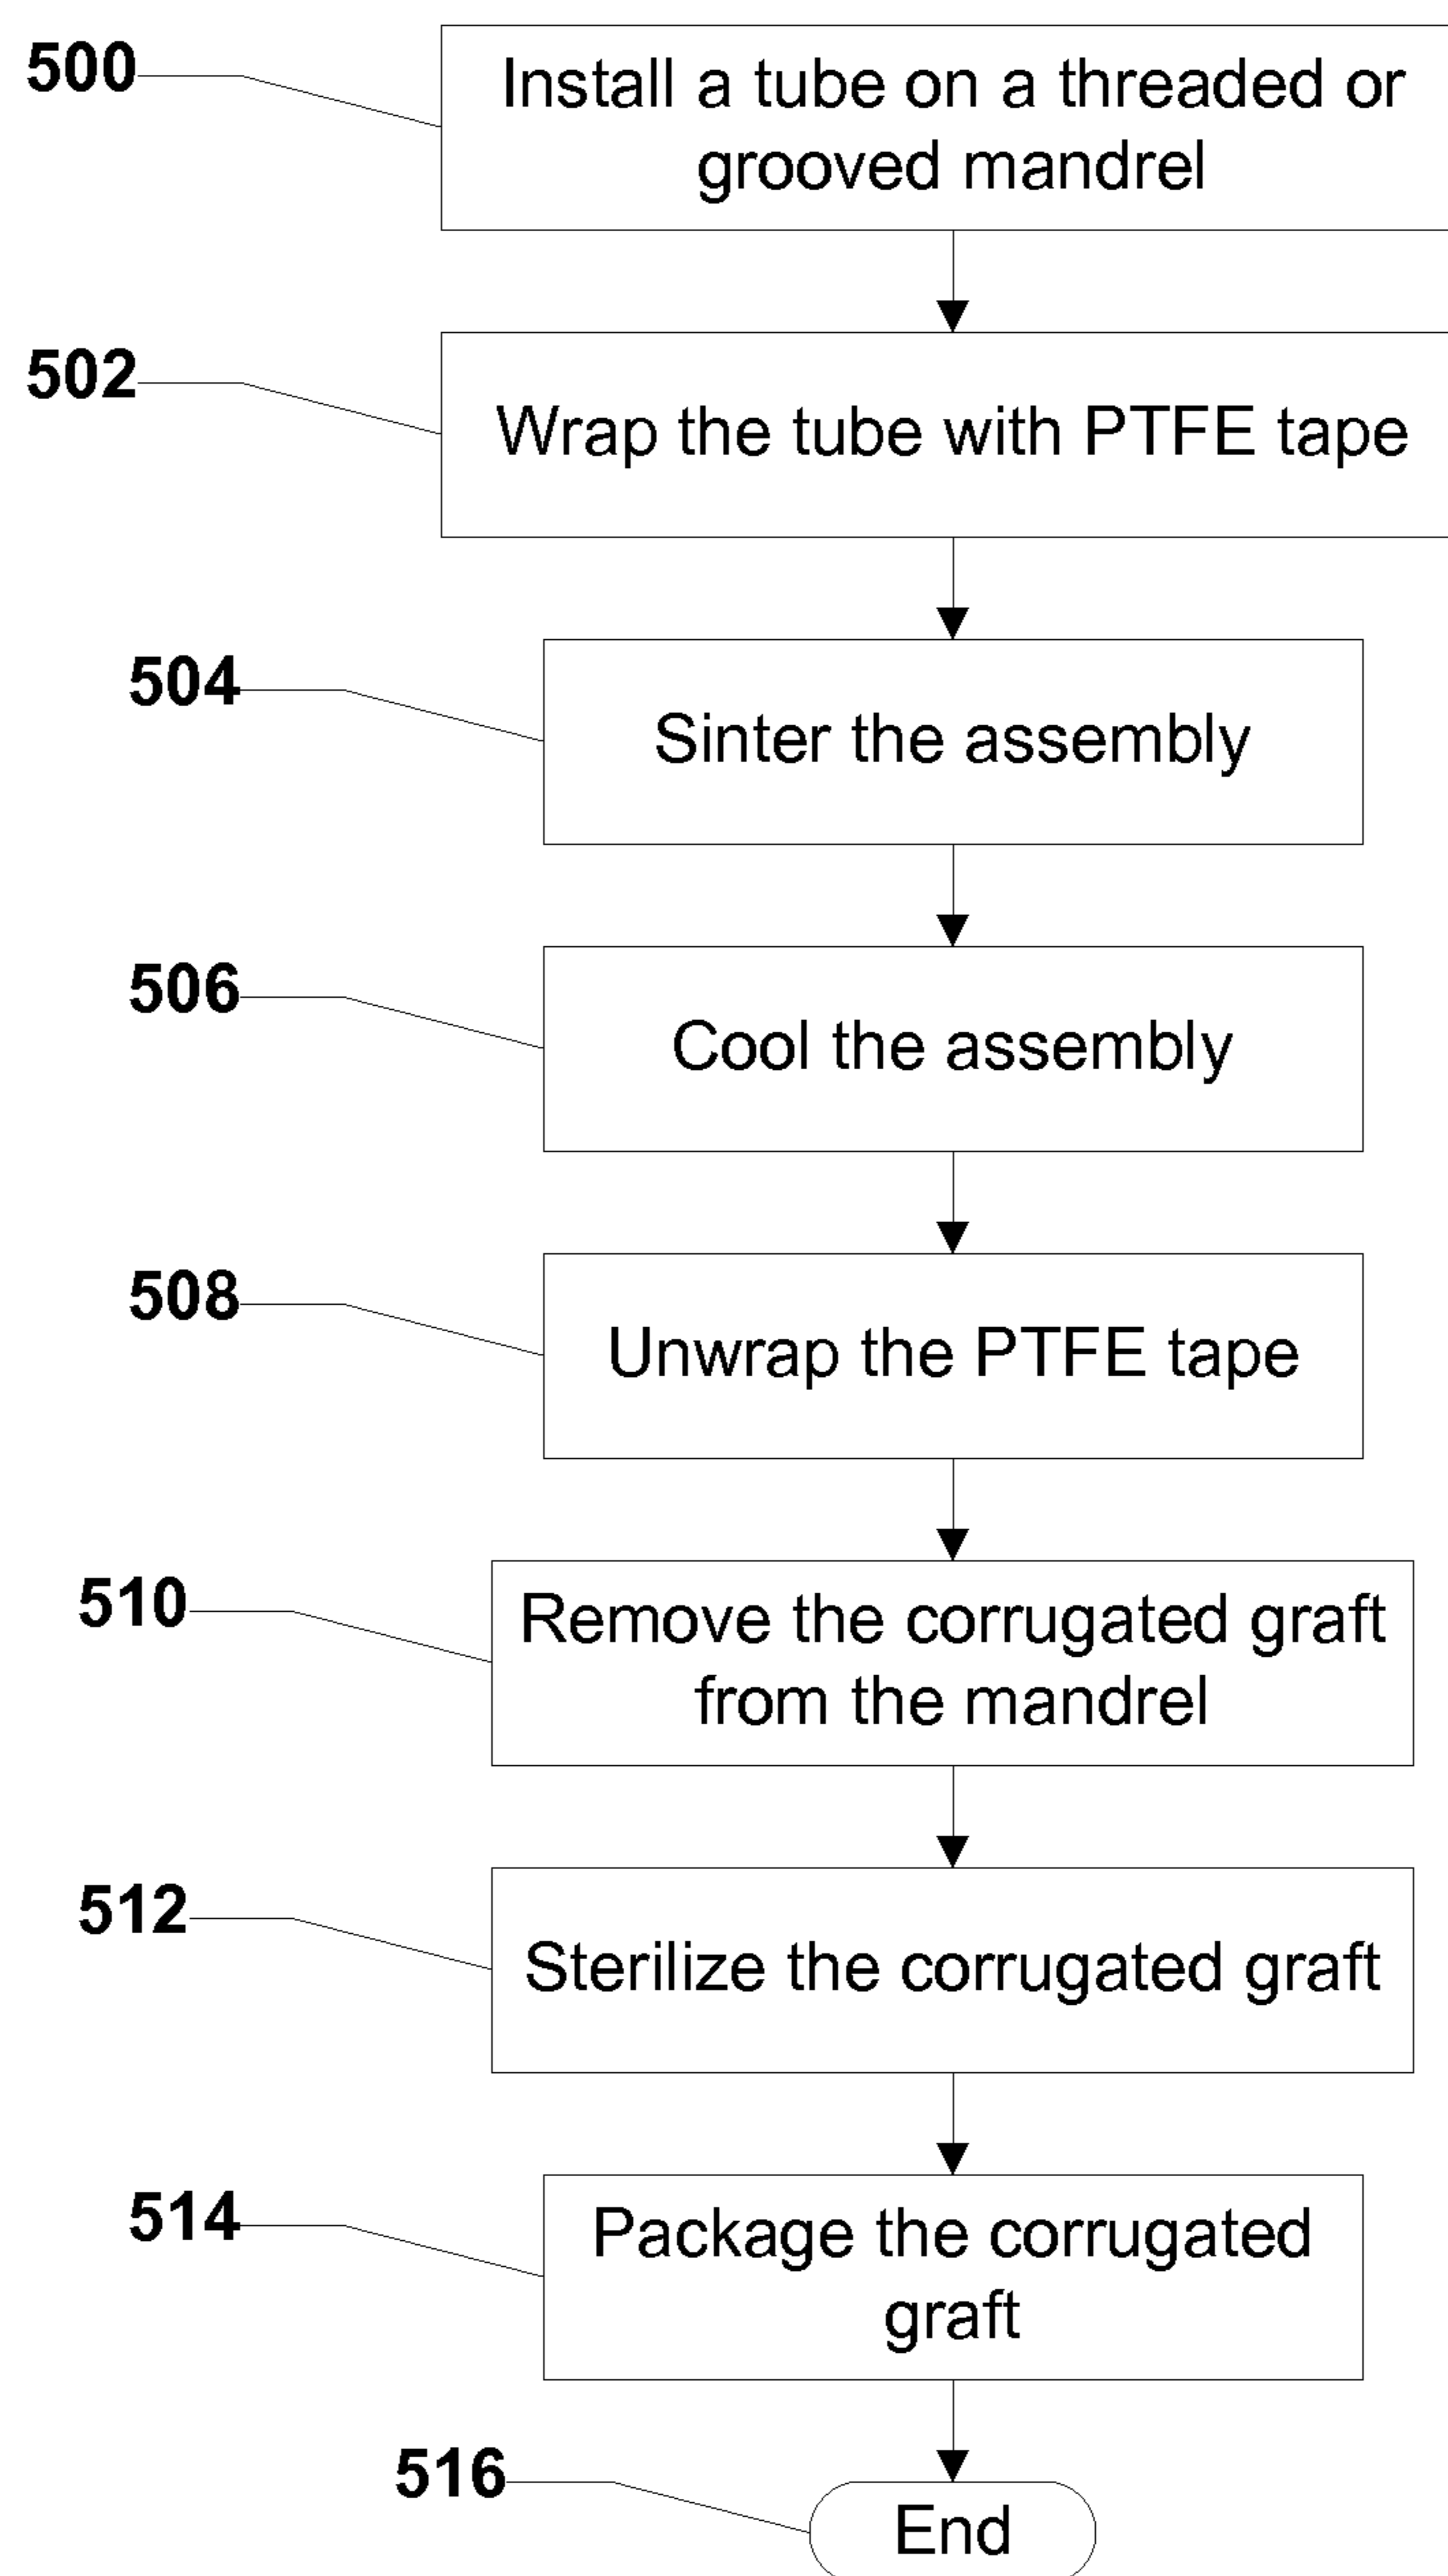 500
Install a tube on a threaded or
grooved mandrel
502
Wrap the tube with PTFE tape
504
Sinter the assembly
506
Cool the assembly
508
Unwrap the PTFE tape
510
Remove the corrugated graft
from the mandrel
512
Sterilize the corrugated graft
514
Package the corrugated
graft
516
End